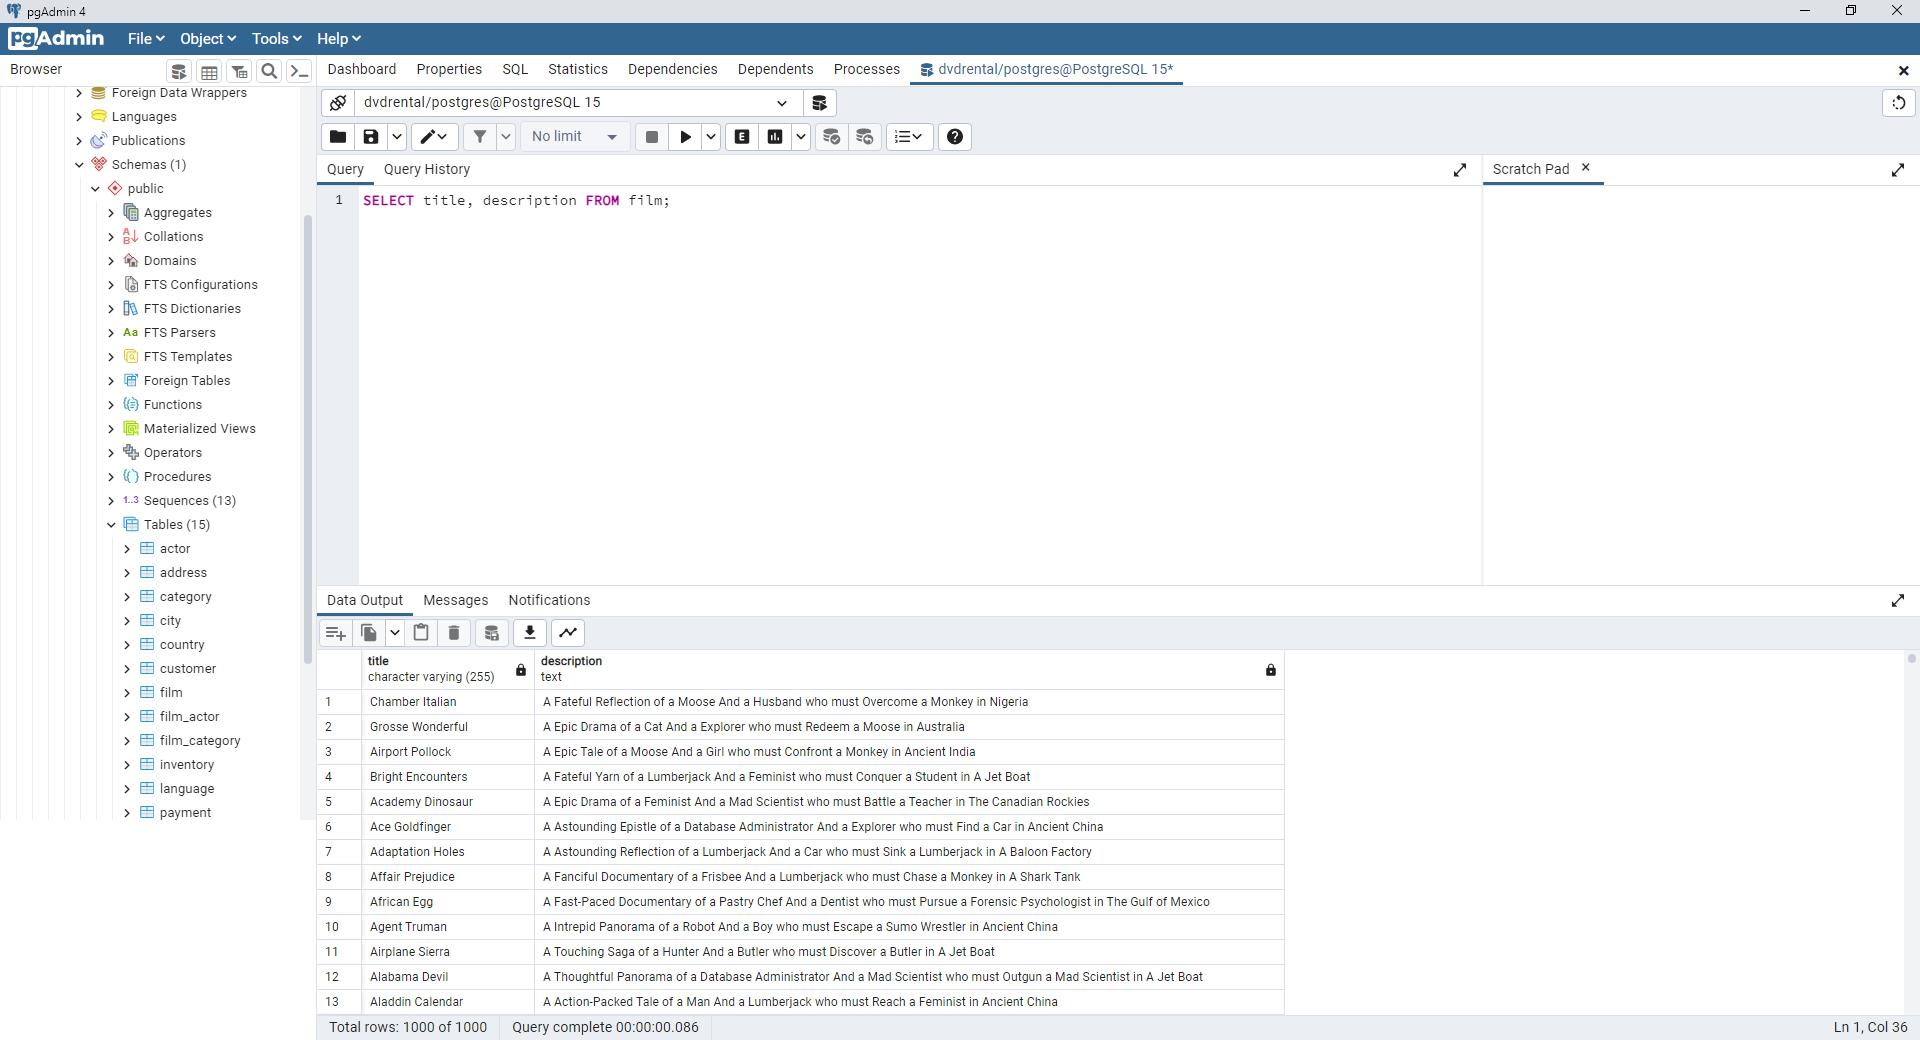 pgAdmin 4
pgAdmin File Object Tools Help
Browser
Dashboard Properties SQL Statistics Dependencies Dependents Processes dvdrental/postgres@PostgreSQL 15*
Foreign Data Wrappers
Languages
Publications
Schemas (1)
public
Aggregates
Collations
Domains
FTS Configurations
FTS Dictionaries
Aa FTS Parsers
FTS Templates
Foreign Tables
Functions
Materialized Views
Operators
Procedures
1..3 Sequences (13)
Tables (15)
actor
address
category
city
country
customer
film
film_actor
film_category
inventory
language
payment
dvdrental/postgres@PostgreSQL 15
No limit
E
Query Query History
Scratch Pad
1 SELECT title, description FROM film;
Data Output Messages Notifications
title description
character varying (255) text
1 Chamber Italian A Fateful Reflection of a Moose And a Husband who must Overcome a Monkey in Nigeria
2 Grosse Wonderful A Epic Drama of a Cat And a Explorer who must Redeem a Moose in Australia
3 Airport Pollock A Epic Tale of a Moose And a Girl who must Confront a Monkey in Ancient India
4 Bright Encounters A Fateful Yarn of a Lumberjack And a Feminist who must Conquer a Student in A Jet Boat
5 Academy Dinosaur A Epic Drama of a Feminist And a Mad Scientist who must Battle a Teacher in The Canadian Rockies
6 Ace Goldfinger A Astounding Epistle of a Database Administrator And a Explorer who must Find a Car in Ancient China
7 Adaptation Holes A Astounding Reflection of a Lumberjack And a Car who must Sink a Lumberjack in A Baloon Factory
8 Affair Prejudice A Fanciful Documentary of a Frisbee And a Lumberjack who must Chase a Monkey in A Shark Tank
9 African Egg A Fast-Paced Documentary of a Pastry Chef And a Dentist who must Pursue a Forensic Psychologist in The Gulf of Mexico
10 Agent Truman A Intrepid Panorama of a Robot And a Boy who must Escape a Sumo Wrestler in Ancient China
11 Airplane Sierra A Touching Saga of a Hunter And a Butler who must Discover a Butler in A Jet Boat
12 Alabama Devil A Thoughtful Panorama of a Database Administrator And a Mad Scientist who must Outgun a Mad Scientist in A Jet Boat
13 Aladdin Calendar A Action-Packed Tale of a Man And a Lumberjack who must Reach a Feminist in Ancient China
Total rows: 1000 of 1000 Query complete 00:00:00.086 Ln 1, Col 36